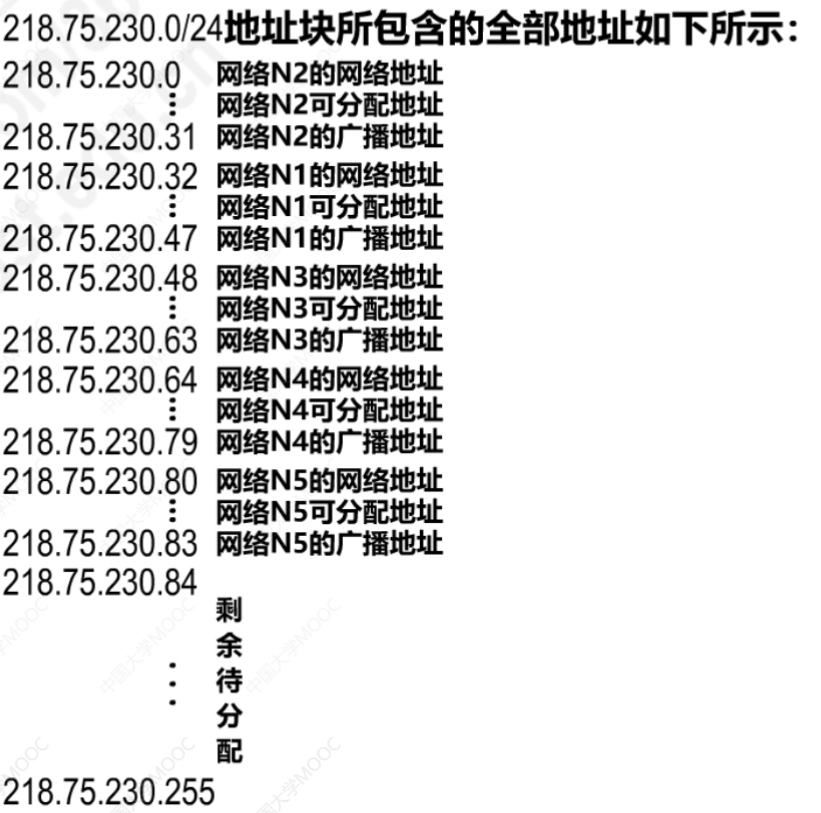 218.75.230.0/24地址块所包含的全部地址如下所示：
218.75.230.0 网络N2的网络地址
⋮ 网络N2可分配地址
218.75.230.31 网络N2的广播地址
218.75.230.32 网络N1的网络地址
⋮ 网络N1可分配地址
218.75.230.47 网络N1的广播地址
218.75.230.48 网络N3的网络地址
⋮ 网络N3可分配地址
218.75.230.63 网络N3的广播地址
218.75.230.64 网络N4的网络地址
⋮ 网络N4可分配地址
218.75.230.79 网络N4的广播地址
218.75.230.80 网络N5的网络地址
⋮ 网络N5可分配地址
218.75.230.83 网络N5的广播地址
218.75.230.84
剩
余
⋮ 待
分
配
218.75.230.255
中国大学MOOC